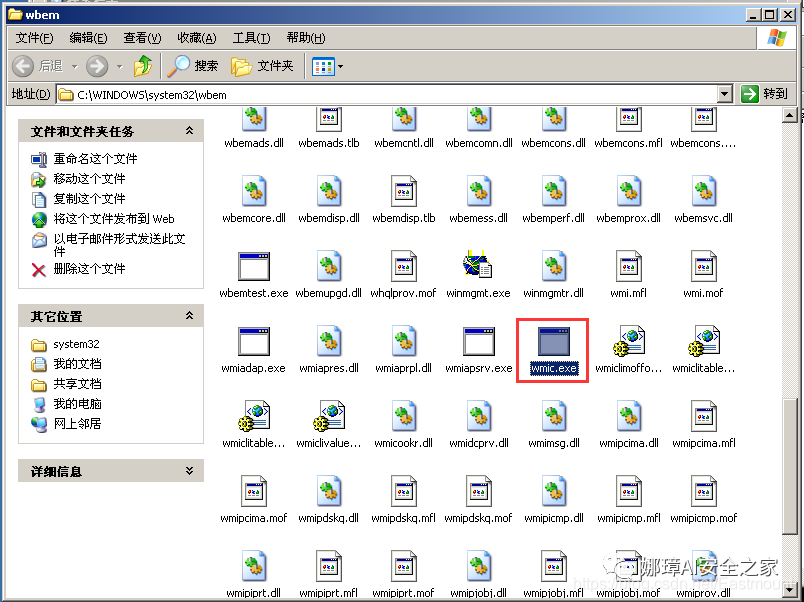 wbem
文件(F) 编辑(E) 查看(V) 收藏(A) 工具(T) 帮助(H)
后退 搜索 文件夹
地址(D) C:\WINDOWS\system32\wbem 转到
文件和文件夹任务
重命名这个文件
移动这个文件
复制这个文件
将这个文件发布到 Web
以电子邮件形式发送此文
件
删除这个文件
其它位置
system32
我的文档
共享文档
我的电脑
网上邻居
详细信息
wbemads.dll wbemads.tlb wbemcntl.dll wbemcomn.dll wbemcons.dll wbemcons.mfl wbemcons....
wbemcore.dll wbemdisp.dll wbemdisp.tlb wbemess.dll wbemperf.dll wbemprox.dll wbemsvc.dll
wbemtest.exe wbemupgd.dll whqlprov.mof winmgmt.exe winmgmtr.dll wmi.mfl wmi.mof
wmiadap.exe wmiapres.dll wmiaprpl.dll wmiapsrv.exe wmic.exe wmiclimoffo... wmiclitable...
wmiclitable... wmiclivalue... wmicookr.dll wmidcprv.dll wmimsg.dll wmipcima.dll wmipcima.mfl
wmipcima.mof wmipdskq.dll wmipdskq.mfl wmipdskq.mof wmipicmp.dll wmipicmp.mfl wmipicmp.mof
wmipiprt.dll wmipiprt.mfl wmipiprt.mof wmipjobj.dll wmipjobj.mfl wmipjobj.mof wmiprov.dll
娜璋AI安全之家